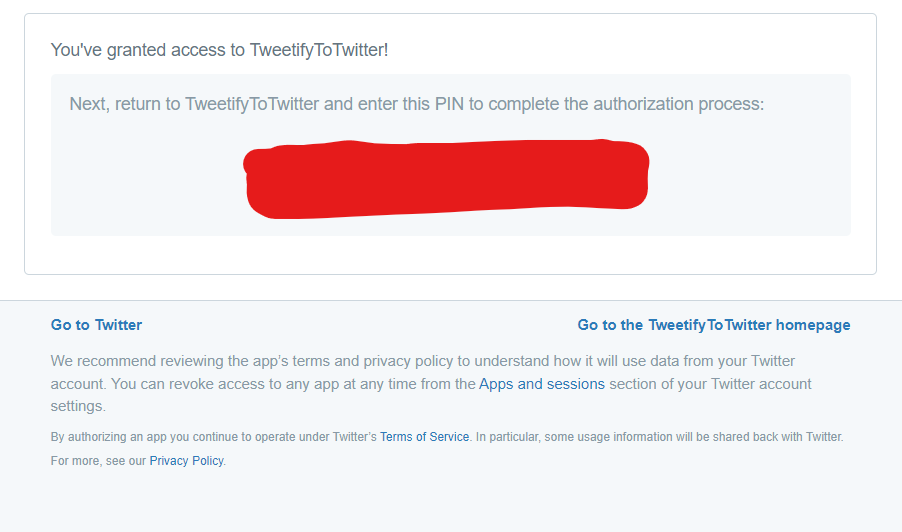 You've granted access to TweetifyToTwitter!
Next, return to TweetifyToTwitter and enter this PIN to complete the authorization process:
Go to Twitter
Go to the TweetifyToTwitter homepage
We recommend reviewing the app's terms and privacy policy to understand how it will use data from your Twitter
account. You can revoke access to any app at any time from the Apps and sessions section of your Twitter account
settings.
By authorizing an app you continue to operate under Twitter's Terms of Service. In particular, some usage information will be shared back with Twitter.
For more, see our Privacy Policy.